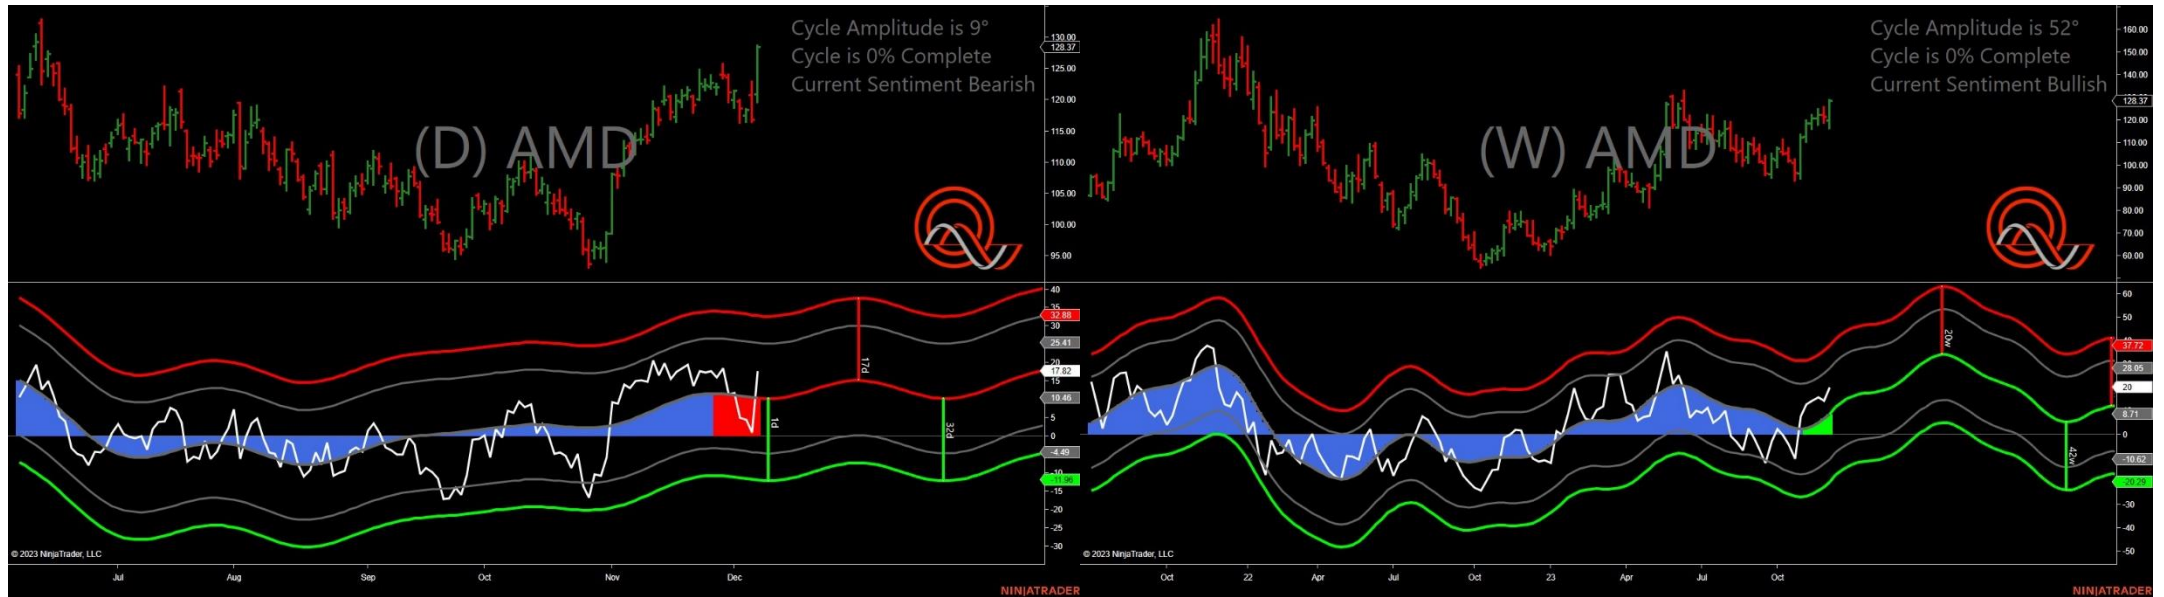 Cycle Amplitude is 9°
Cycle is 0% Complete
Current Sentiment Bearish
(D) AMD
130.00
128.37
125.00
120.00
115.00
110.00
105.00
100.00
95.00
40
35
32.88
30
25.41
20
17.82
15
10.46
5
0
-4.49
-10
-11.96
-15
-20
-25
-30
17d
1d
32d
© 2023 NinjaTrader, LLC
Jul
Aug
Sep
Oct
Nov
Dec
NINJATRADER
Cycle Amplitude is 52°
Cycle is 0% Complete
Current Sentiment Bullish
(W) AMD
160.00
150.00
140.00
128.37
120.00
110.00
100.00
90.00
80.00
70.00
60.00
60
50
37.72
28.05
20
8.71
0
-10.62
-20.29
-30
-40
-50
20w
42w
© 2023 NinjaTrader, LLC
Oct
22
Apr
Jul
Oct
23
Apr
Jul
Oct
NINJATRADER